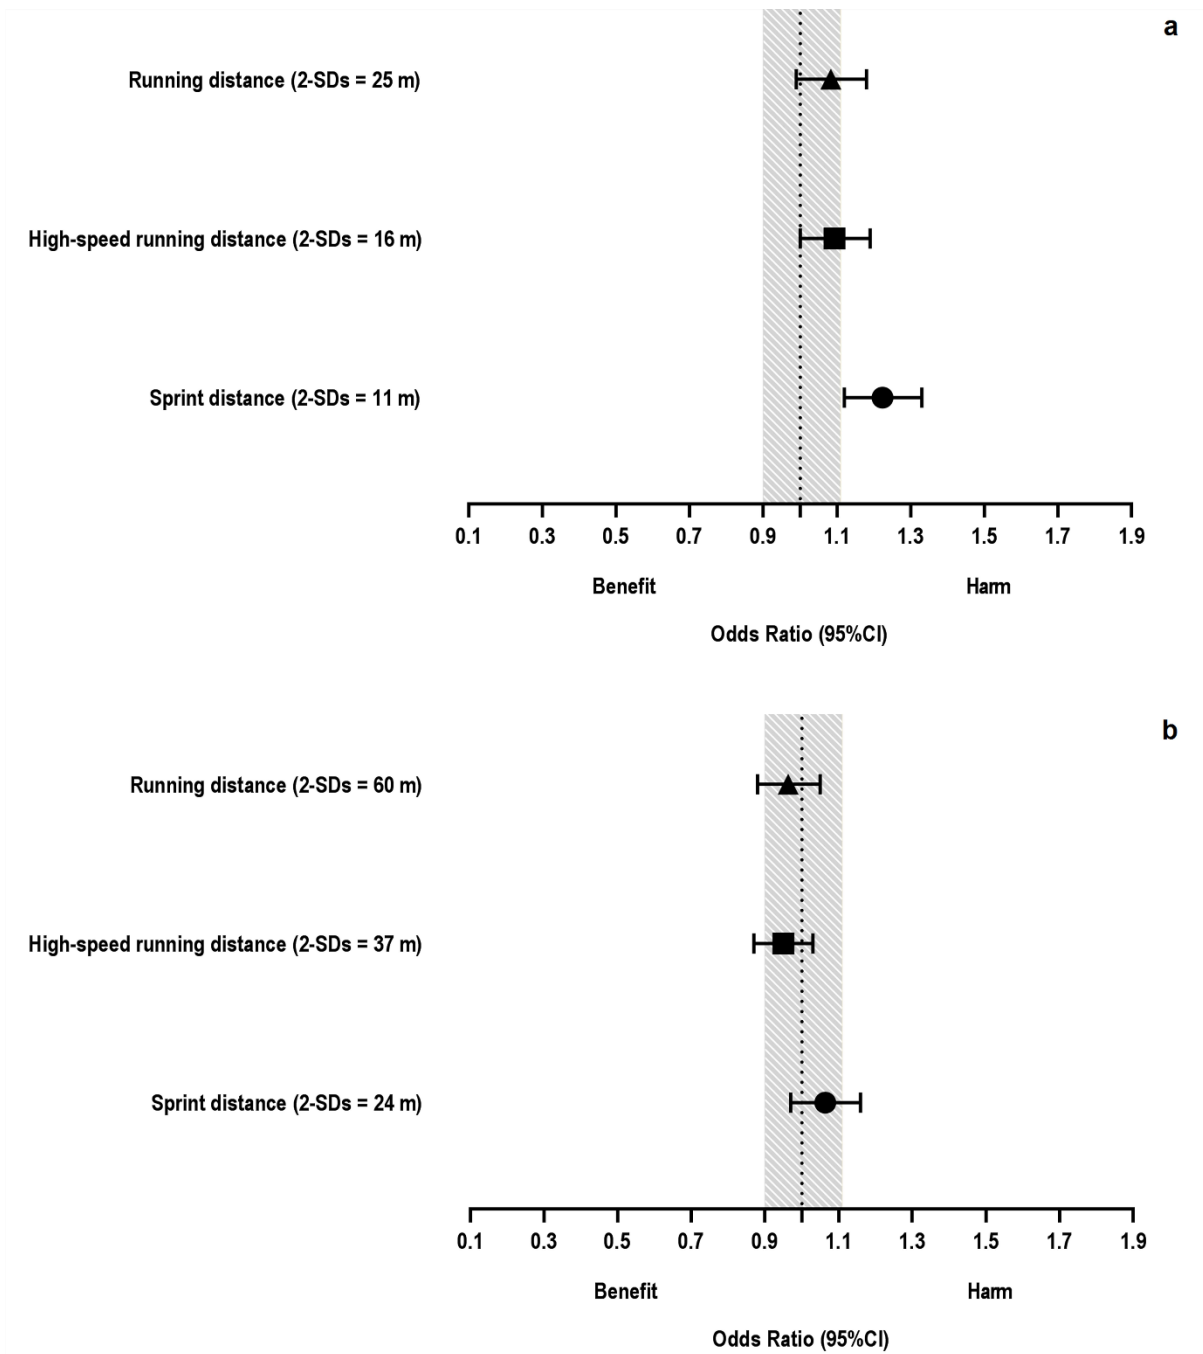 a
Running distance (2-SDs = 25 m)
High-speed running distance (2-SDs = 16 m)
Sprint distance (2-SDs = 11 m)
0.1 0.3 0.5 0.7 0.9 1.1 1.3 1.5 1.7 1.9
Benefit Harm
Odds Ratio (95%CI)
b
Running distance (2-SDs = 60 m)
High-speed running distance (2-SDs = 37 m)
Sprint distance (2-SDs = 24 m)
0.1 0.3 0.5 0.7 0.9 1.1 1.3 1.5 1.7 1.9
Benefit Harm
Odds Ratio (95%CI)